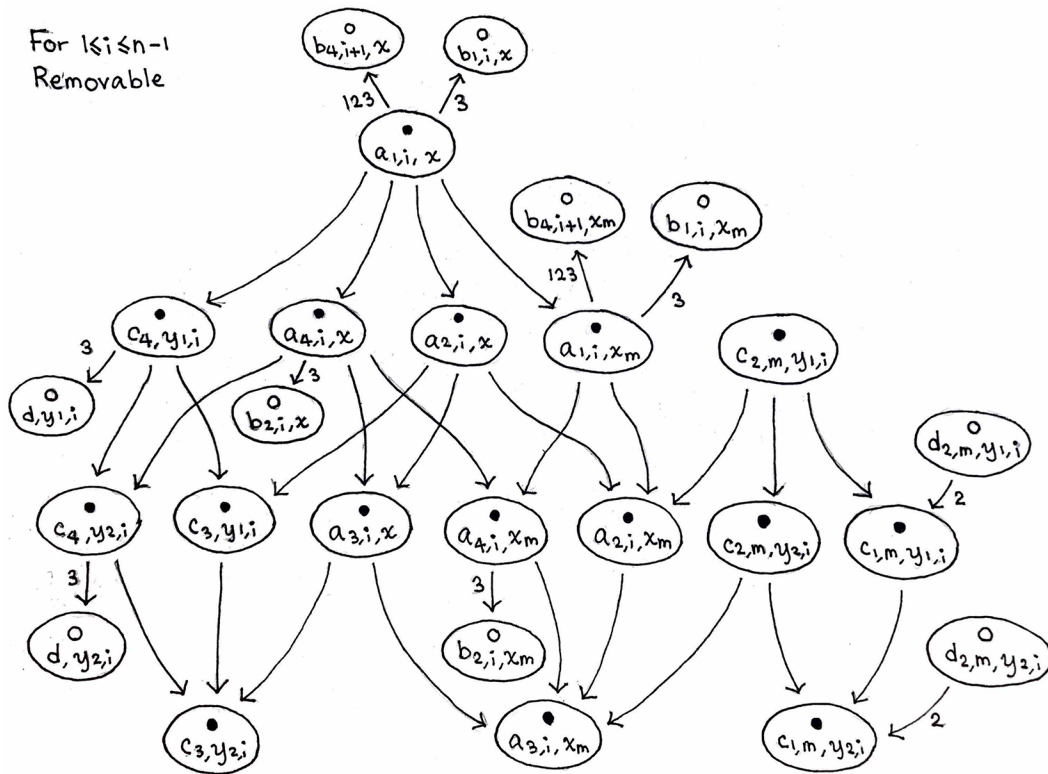 For 1≤i≤n-1
Removable
b4,i+1,x
b1,i,x
123
3
a1,i,x
b4,i+1,xm
b1,i,xm
123
3
c4,y1,i
a4,i,x
a2,i,x
a1,i,xm
c2,m,y1,i
3
3
d,y1,i
b2,i,x
d2,m,y1,i
2
c4,y2,i
c3,y1,i
a3,i,x
a4,i,xm
a2,i,xm
c2,m,y2,i
c1,m,y1,i
3
3
d,y2,i
b2,i,xm
d2,m,y2,i
2
c3,y2,i
a3,i,xm
c1,m,y2,i